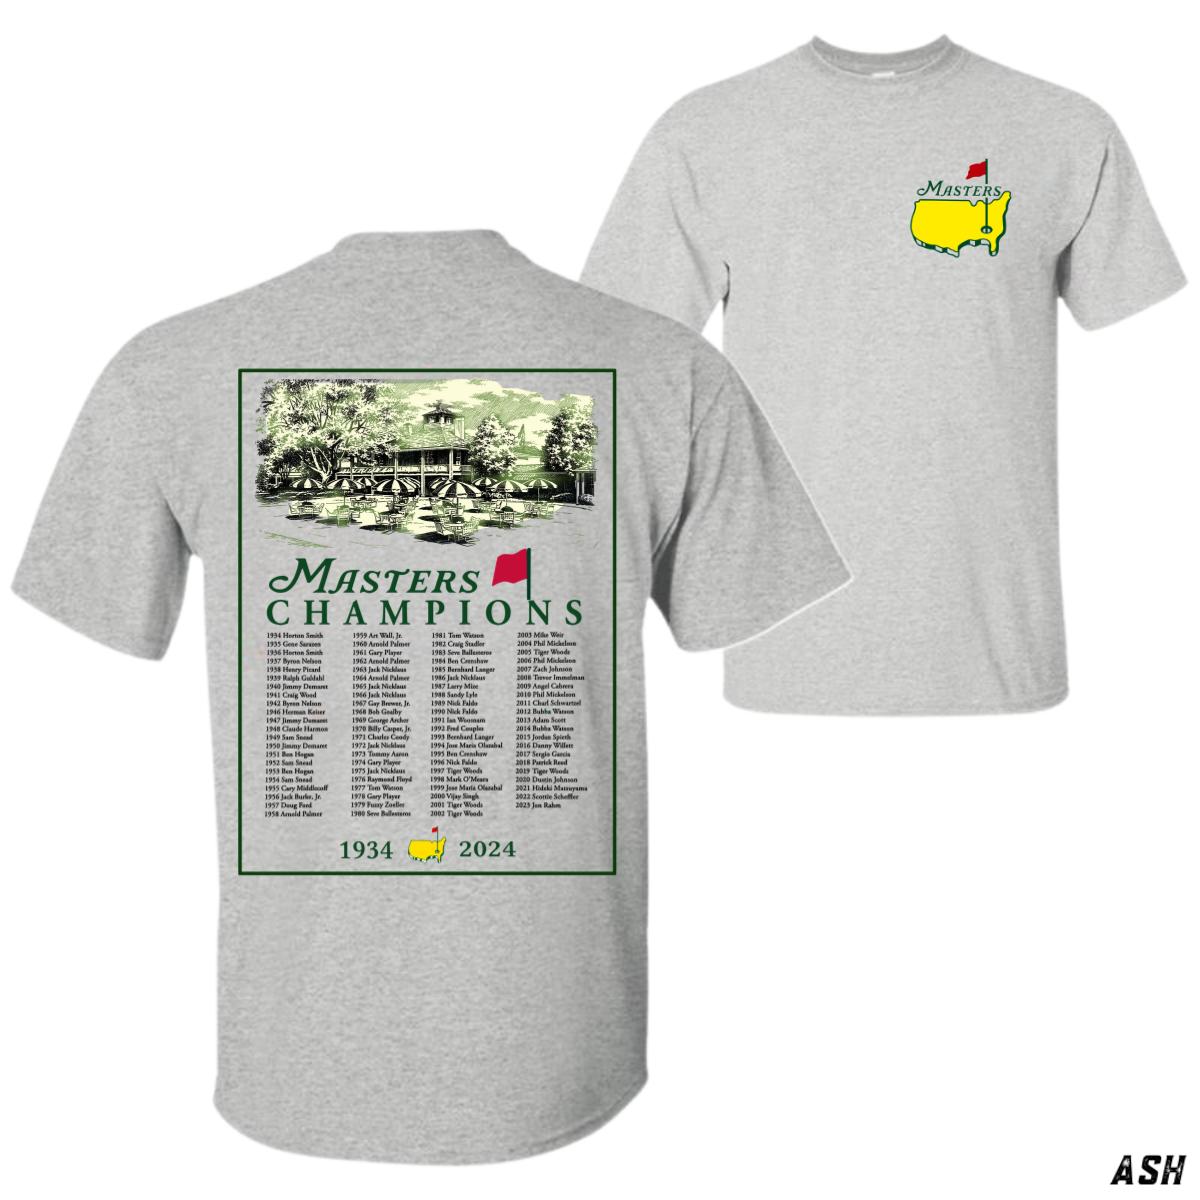 MASTERS
MASTERS
CHAMPIONS
1934 Horton Smith
1935 Gene Sarazen
1936 Horton Smith
1937 Byron Nelson
1938 Henry Picard
1939 Ralph Guldahl
1940 Jimmy Demaret
1941 Craig Wood
1942 Byron Nelson
1946 Herman Keiser
1947 Jimmy Demaret
1948 Claude Harmon
1949 Sam Snead
1950 Jimmy Demaret
1951 Ben Hogan
1952 Sam Snead
1953 Ben Hogan
1954 Sam Snead
1955 Cary Middlecoff
1956 Jack Burke, Jr.
1957 Doug Ford
1958 Arnold Palmer
1959 Art Wall, Jr.
1960 Arnold Palmer
1961 Gary Player
1962 Arnold Palmer
1963 Jack Nicklaus
1964 Arnold Palmer
1965 Jack Nicklaus
1966 Jack Nicklaus
1967 Gay Brewer, Jr.
1968 Bob Goalby
1969 George Archer
1970 Billy Casper, Jr.
1971 Charles Coody
1972 Jack Nicklaus
1973 Tommy Aaron
1974 Gary Player
1975 Jack Nicklaus
1976 Raymond Floyd
1977 Tom Watson
1978 Gary Player
1979 Fuzzy Zoeller
1980 Seve Ballesteros
1981 Tom Watson
1982 Craig Stadler
1983 Seve Ballesteros
1984 Ben Crenshaw
1985 Bernhard Langer
1986 Jack Nicklaus
1987 Larry Mize
1988 Sandy Lyle
1989 Nick Faldo
1990 Nick Faldo
1991 Ian Woosnam
1992 Fred Couples
1993 Bernhard Langer
1994 Jose Maria Olazabal
1995 Ben Crenshaw
1996 Nick Faldo
1997 Tiger Woods
1998 Mark O'Meara
1999 Jose Maria Olazabal
2000 Vijay Singh
2001 Tiger Woods
2002 Tiger Woods
2003 Mike Weir
2004 Phil Mickelson
2005 Tiger Woods
2006 Phil Mickelson
2007 Zach Johnson
2008 Trevor Immelman
2009 Angel Cabrera
2010 Phil Mickelson
2011 Charl Schwartzel
2012 Bubba Watson
2013 Adam Scott
2014 Bubba Watson
2015 Jordan Spieth
2016 Danny Willett
2017 Sergio Garcia
2018 Patrick Reed
2019 Tiger Woods
2020 Dustin Johnson
2021 Hideki Matsuyama
2022 Scottie Scheffler
2023 Jon Rahm
1934 2024
ASH